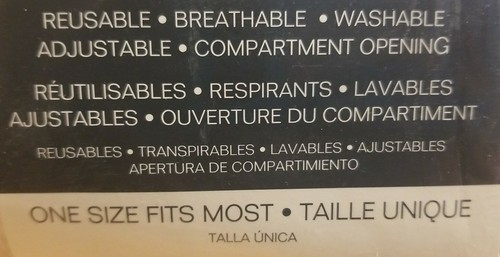 REUSABLE • BREATHABLE • WASHABLE
ADJUSTABLE • COMPARTMENT OPENING
RÉUTILISABLES • RESPIRANTS • LAVABLES
AJUSTABLES • OUVERTURE DU COMPARTIMENT
REUSABLES • TRANSPIRABLES • LAVABLES • AJUSTABLES
APERTURA DE COMPARTIMIENTO
ONE SIZE FITS MOST • TAILLE UNIQUE
TALLA ÚNICA